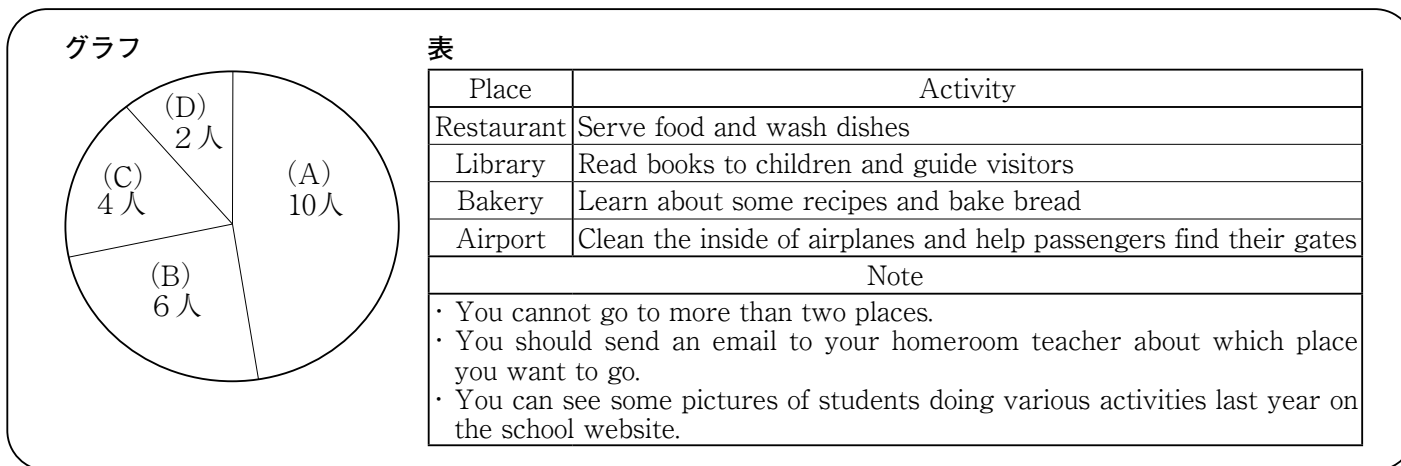 グラフ
(D)
2人
(C)
4人
(A)
10人
(B)
6人
表
Place Activity
Restaurant Serve food and wash dishes
Library Read books to children and guide visitors
Bakery Learn about some recipes and bake bread
Airport Clean the inside of airplanes and help passengers find their gates
Note
・You cannot go to more than two places.
・You should send an email to your homeroom teacher about which place
you want to go.
・You can see some pictures of students doing various activities last year on
the school website.